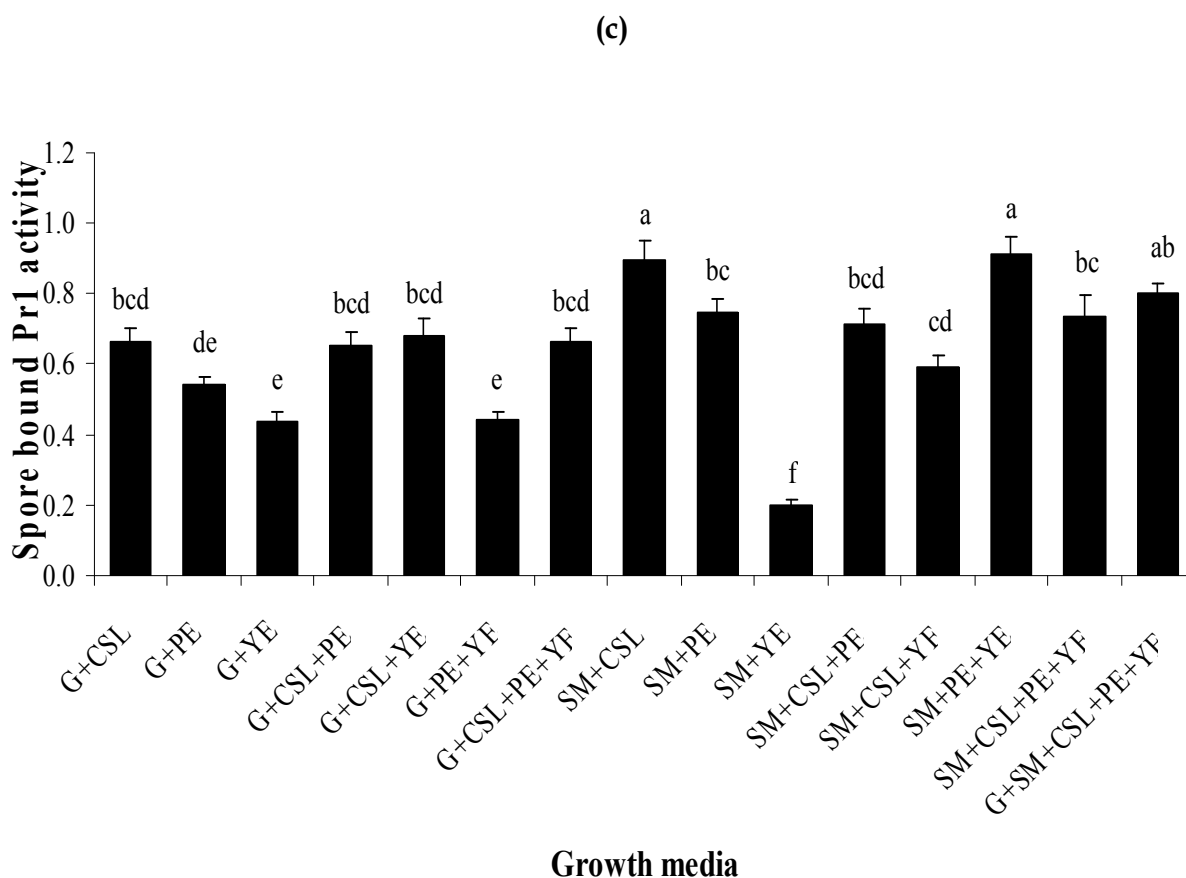 (c)
Spore bound Pr1 activity
1.2
1.0
0.8
0.6
0.4
0.2
0.0
bcd
de
e
bcd
bcd
e
bcd
a
bc
f
bcd
cd
a
bc
ab
G+CSL
G+PE
G+YE
G+CSL+PE
G+CSL+YE
G+PE+YF
G+CSL+PE+YF
SM+CSL
SM+PE
SM+YE
SM+CSL+PF
SM+CSL+YF
SM+PE+YE
SM+CSL+PE+YF
G+SM+CSL+PE+YF
Growth media